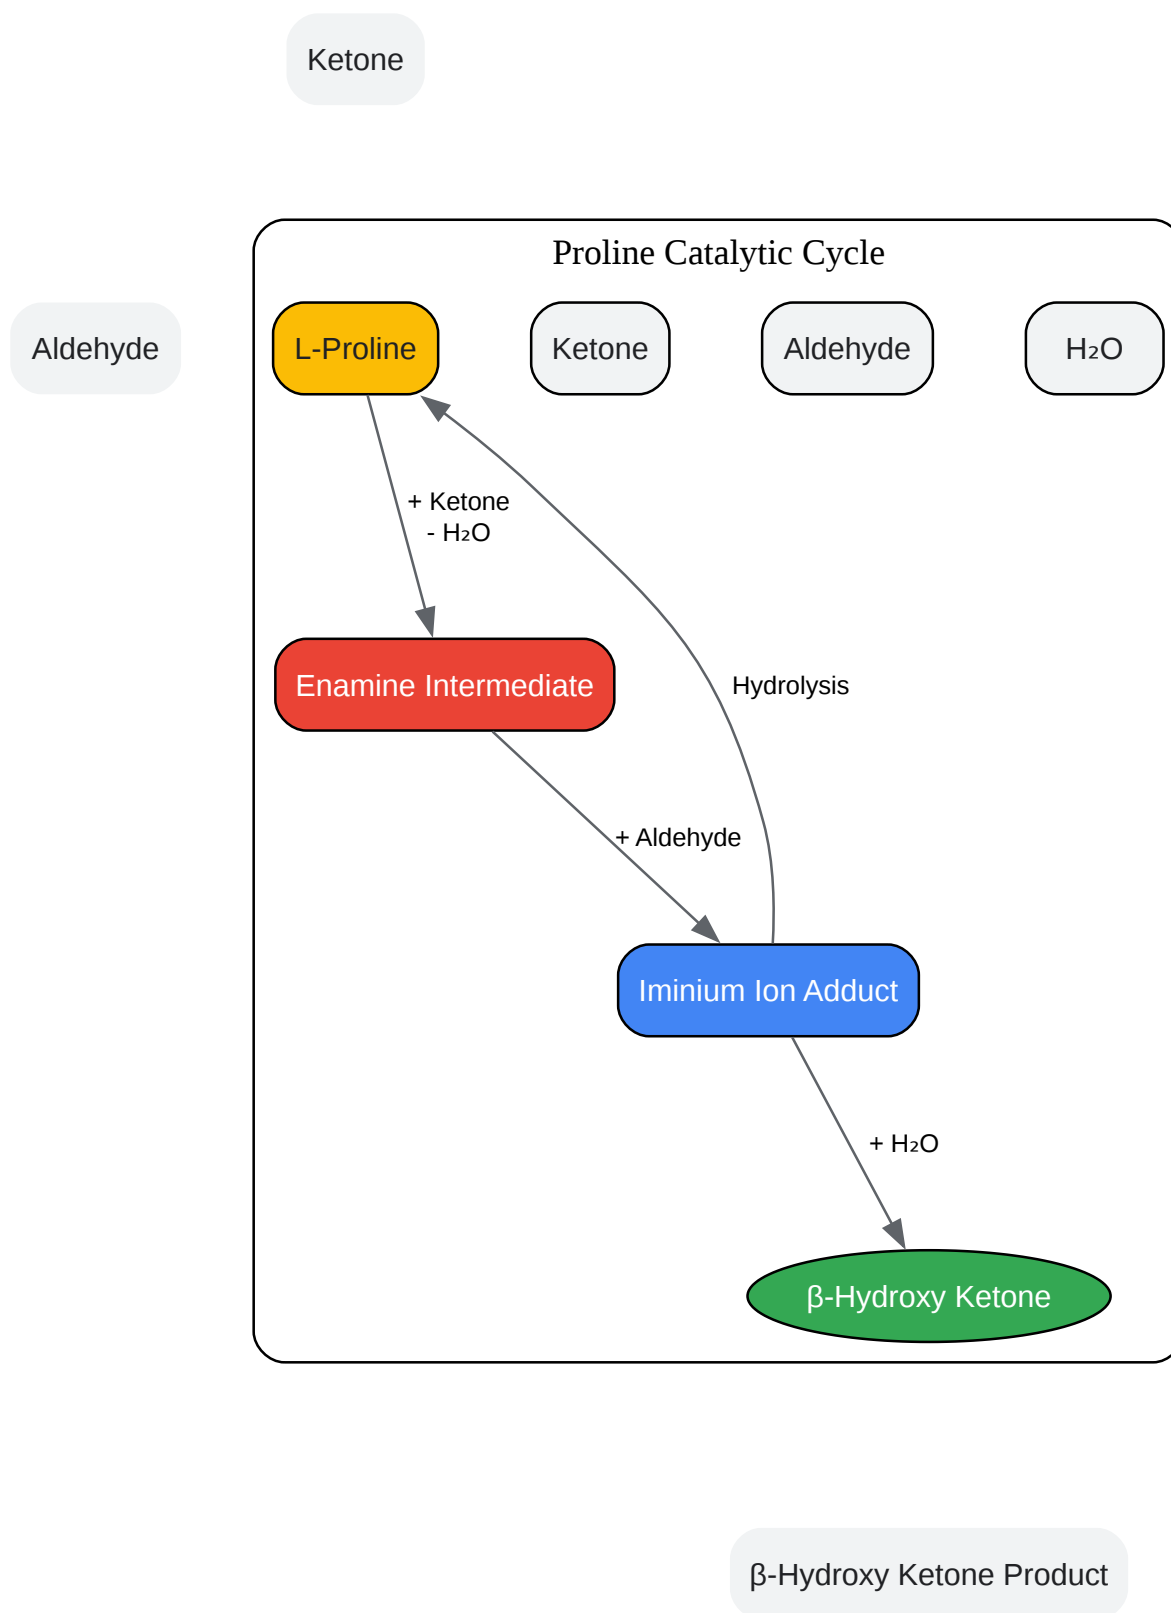 Ketone
Proline Catalytic Cycle
Aldehyde
L-Proline
Ketone
Aldehyde
H₂O
+ Ketone
- H₂O
Enamine Intermediate
Hydrolysis
+ Aldehyde
Iminium Ion Adduct
+ H₂O
β-Hydroxy Ketone
β-Hydroxy Ketone Product